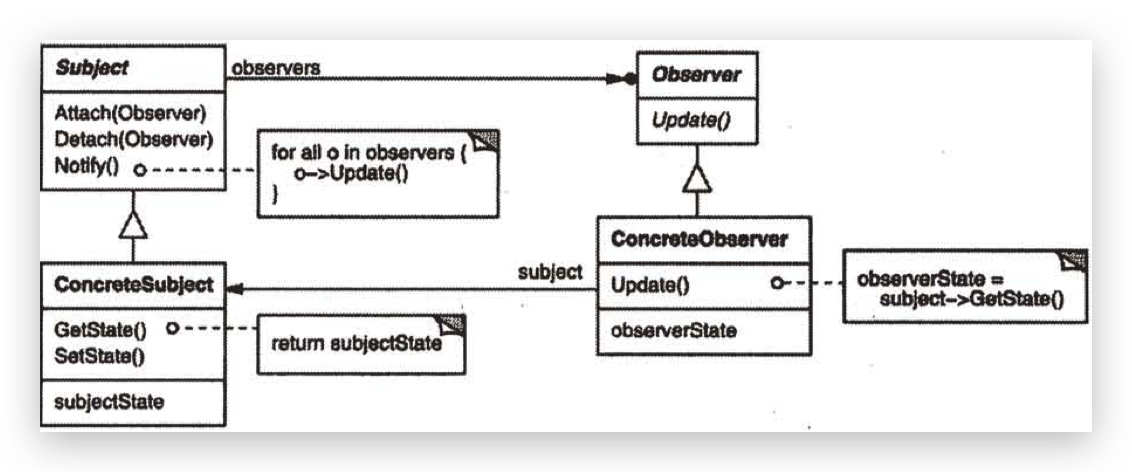 Subject
Attach(Observer)
Detach(Observer)
Notify()
observers
Observer
Update()
for all o in observers {
o->Update()
}
ConcreteSubject
GetState()
SetState()
subjectState
return subjectState
subject
ConcreteObserver
Update()
observerState
observerState =
subject->GetState()